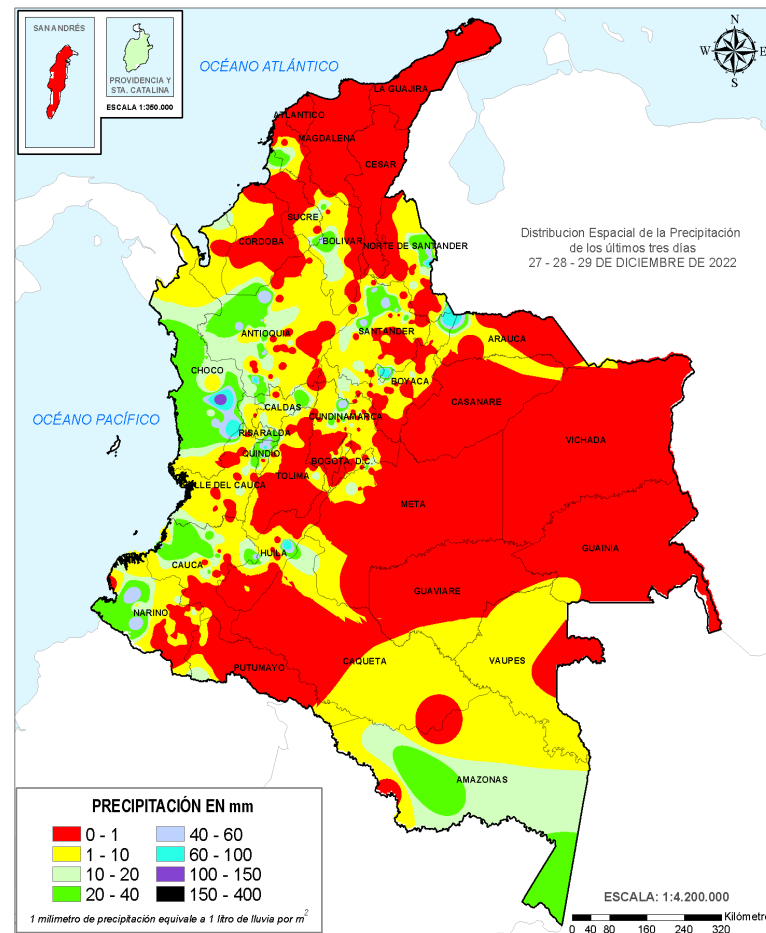 SAN ANDRÉS
PROVIDENCIA Y
STA. CATALINA
ESCALA 1:350.000
OCÉANO ATLÁNTICO
N
W E
S
LA GUAJIRA
ATLANTICO
MAGDALENA
CESAR
SUCRE
CORDOBA
BOLIVAR
NORTE DE SANTANDER
Distribucion Espacial de la Precipitación
de los últimos tres días
27 - 28 - 29 DE DICIEMBRE DE 2022
ANTIOQUIA
SANTANDER
ARAUCA
CHOCO
BOYACA
CASANARE
CALDAS
CUNDINAMARCA
OCÉANO PACÍFICO
RISARALDA
VICHADA
QUINDIO
BOGOTA, D.C.
TOLIMA
VALLE DEL CAUCA
META
GUAINIA
HUILA
CAUCA
GUAVIARE
NARIÑO
PUTUMAYO
CAQUETA
VAUPES
AMAZONAS
PRECIPITACIÓN EN mm
0 - 1 40 - 60
1 - 10 60 - 100
10 - 20 100 - 150
20 - 40 150 - 400
1 milimetro de precipitación equivale a 1 litro de lluvia por m2
ESCALA: 1:4.200.000
0 40 80 160 240 320 Kilómetro